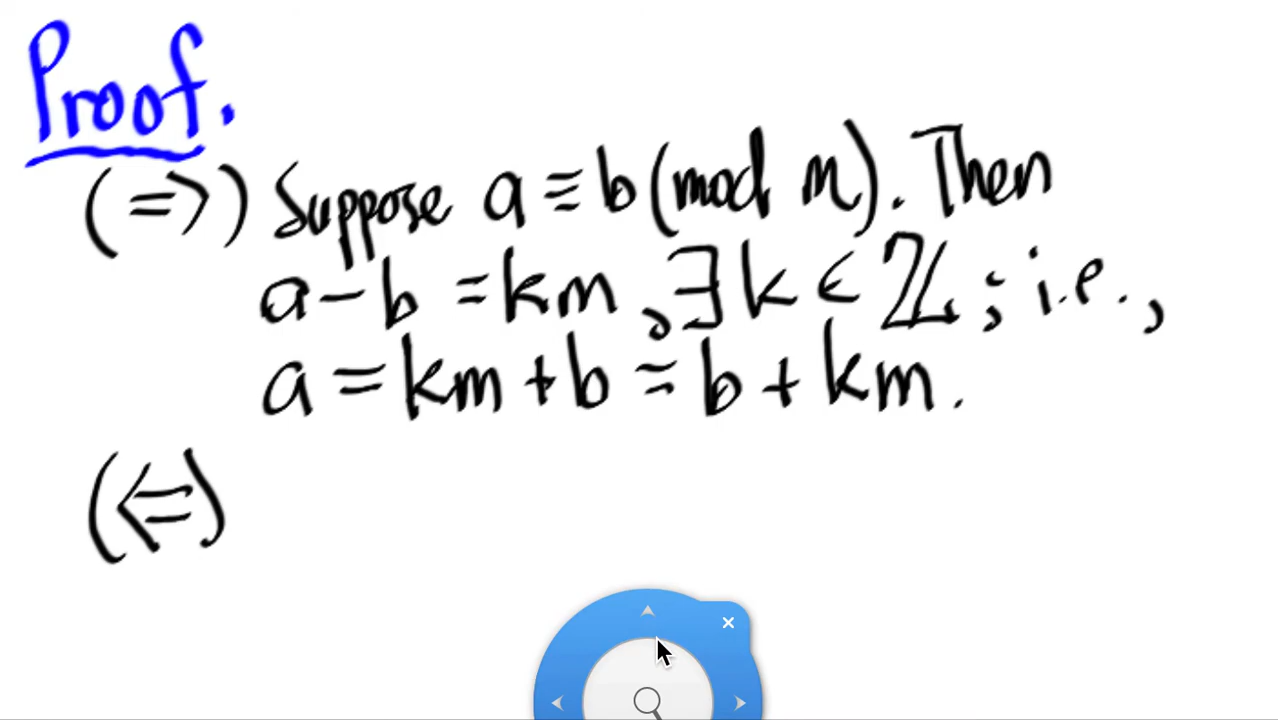 Proof.
(=>) Suppose a ≡ b (mod m). Then
a - b = km, ∃ k ∈ ℤ; i.e.,
a = km + b = b + km.
(<=)